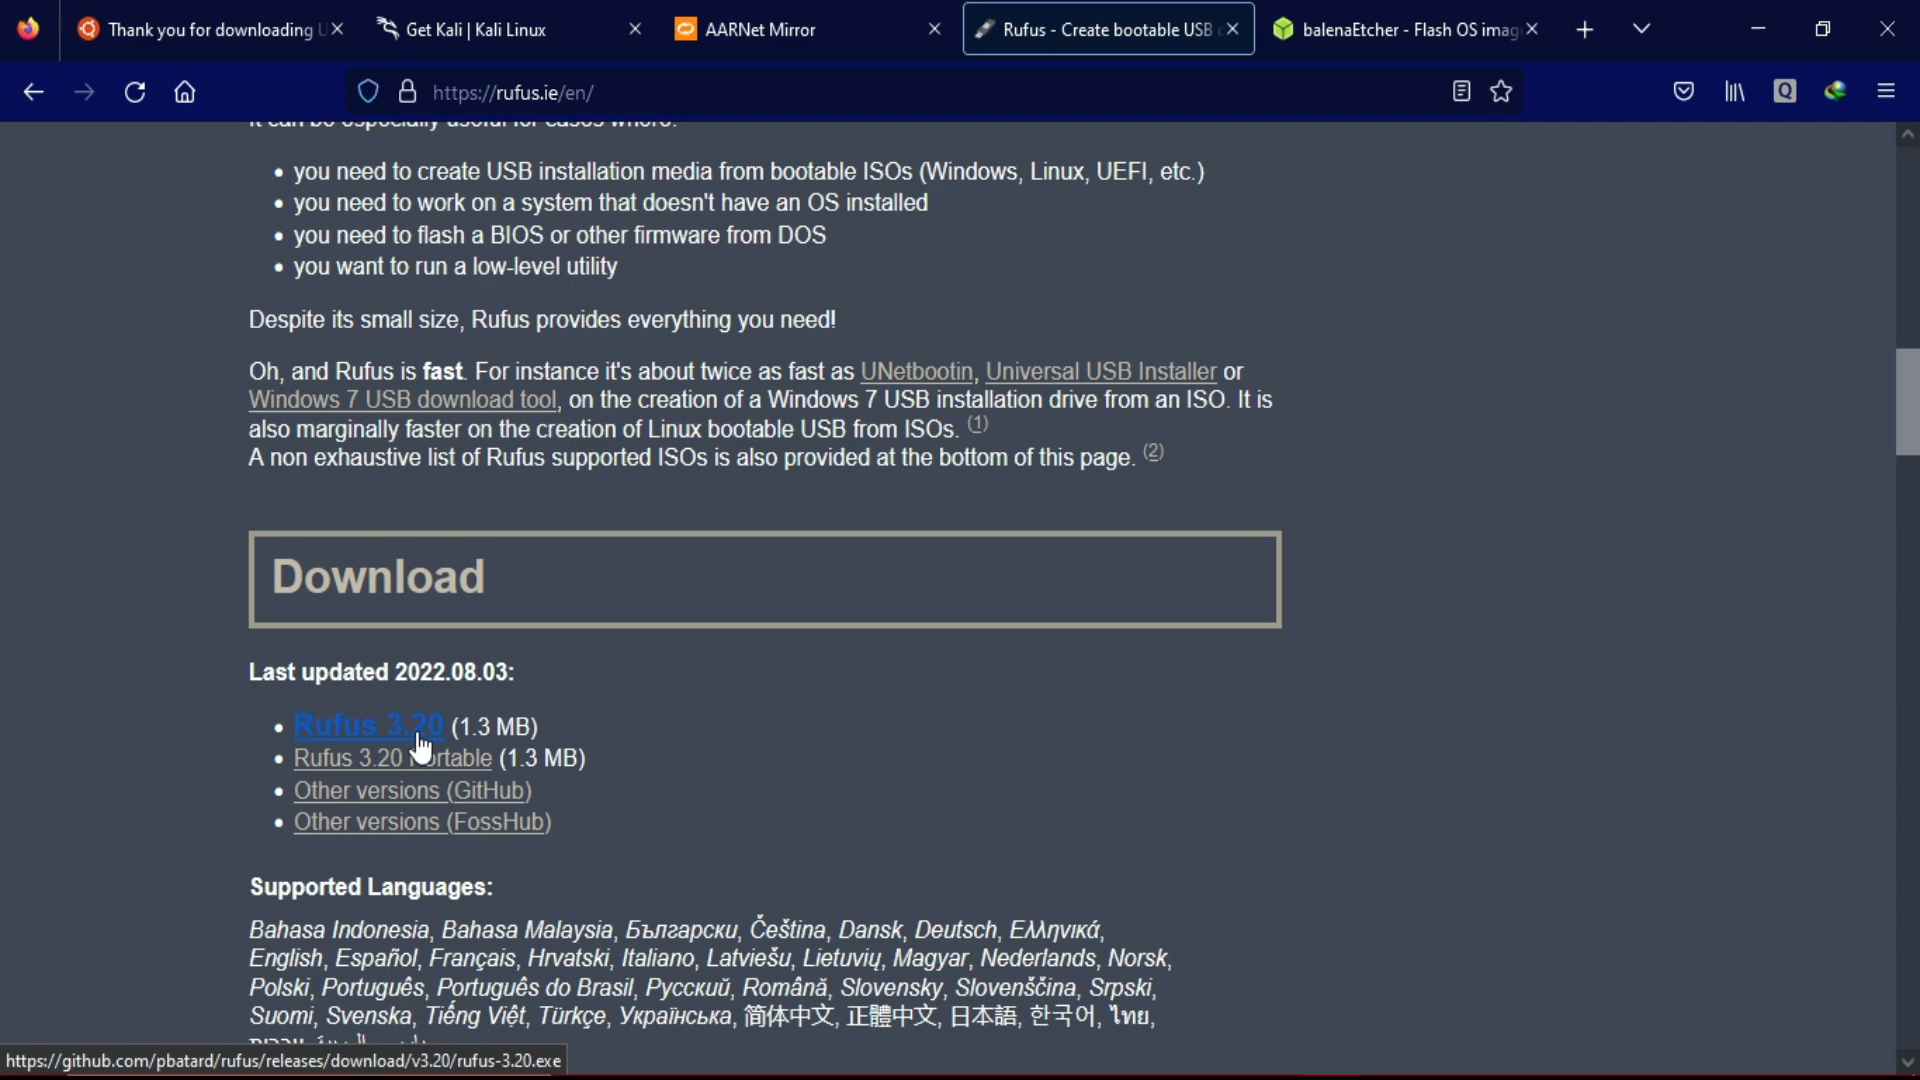 Thank you for downloading U
Get Kali | Kali Linux
AARNet Mirror
Rufus - Create bootable USB
balenaEtcher - Flash OS imag
https://rufus.ie/en/
It can be especially useful for cases where:
• you need to create USB installation media from bootable ISOs (Windows, Linux, UEFI, etc.)
• you need to work on a system that doesn't have an OS installed
• you need to flash a BIOS or other firmware from DOS
• you want to run a low-level utility
Despite its small size, Rufus provides everything you need!
Oh, and Rufus is fast. For instance it's about twice as fast as UNetbootin, Universal USB Installer or
Windows 7 USB download tool, on the creation of a Windows 7 USB installation drive from an ISO. It is
also marginally faster on the creation of Linux bootable USB from ISOs. (1)
A non exhaustive list of Rufus supported ISOs is also provided at the bottom of this page. (2)
Download
Last updated 2022.08.03:
• Rufus 3.20 (1.3 MB)
• Rufus 3.20 Portable (1.3 MB)
• Other versions (GitHub)
• Other versions (FossHub)
Supported Languages:
Bahasa Indonesia, Bahasa Malaysia, Български, Čeština, Dansk, Deutsch, Ελληνικά,
English, Español, Français, Hrvatski, Italiano, Latviešu, Lietuvių, Magyar, Nederlands, Norsk,
Polski, Português, Português do Brasil, Русский, Română, Slovensky, Slovenščina, Srpski,
Suomi, Svenska, Tiếng Việt, Türkçe, Українська, 简体中文, 正體中文, 日本語, 한국어, ไทย,
https://github.com/pbatard/rufus/releases/download/v3.20/rufus-3.20.exe